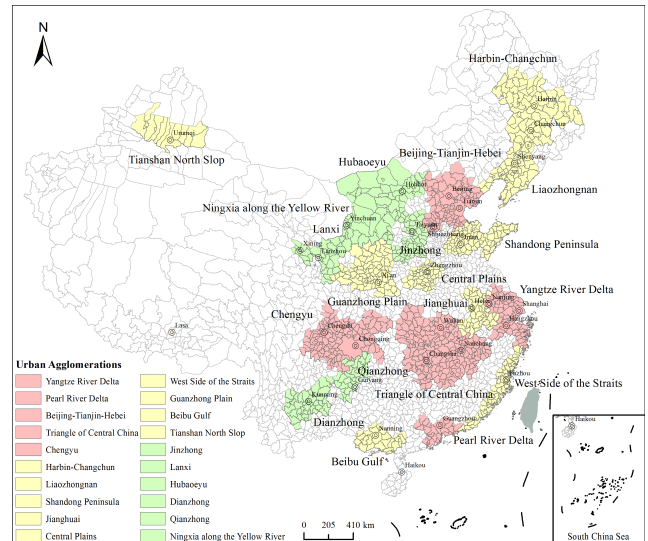 N
Harbin-Changchun
Harbin
Changchun
Urumqi
Tianshan North Slop
Beijing-Tianjin-Hebei
Shenyang
Hubaoeyu
Liaozhongnan
Hohhot
Beijing
Tianjin
Ningxia along the Yellow River
Yinchuan
Lanxi
Taiyuan
Shijiazhuang
Jinan
Shandong Peninsula
Xining
Lanzhou
Jinzhong
Zhengzhou
Central Plains
Xi'an
Yangtze River Delta
Guanzhong Plain
Jianghuai
Hefei
Nanjing
Shanghai
Chengyu
Wuhan
Hangzhou
Chengdu
Lasa
Chongqing
Nanchang
Changsha
Qianzhong
Fuzhou
Guiyang
West Side of the Straits
Triangle of Central China
Kunming
Dianzhong
Guangzhou
Nanning
Pearl River Delta
Beibu Gulf
Haikou
Haikou
Urban Agglomerations
Yangtze River Delta
Pearl River Delta
Beijing-Tianjin-Hebei
Triangle of Central China
Chengyu
Harbin-Changchun
Liaozhongnan
Shandong Peninsula
Jianghuai
Central Plains
West Side of the Straits
Guanzhong Plain
Beibu Gulf
Tianshan North Slop
Jinzhong
Lanxi
Hubaoeyu
Dianzhong
Qianzhong
Ningxia along the Yellow River
0 205 410 km
South China Sea